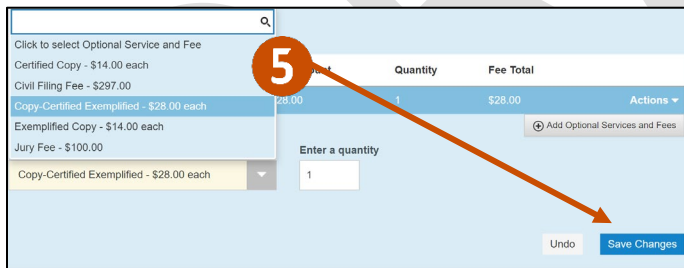 Click to select Optional Service and Fee
Certified Copy - $14.00 each
Civil Filing Fee - $297.00
Copy-Certified Exemplified - $28.00 each
Exemplified Copy - $14.00 each
Jury Fee - $100.00
5
Quantity Fee Total
28.00 1 $28.00 Actions
Add Optional Services and Fees
Enter a quantity
Copy-Certified Exemplified - $28.00 each 1
Undo Save Changes